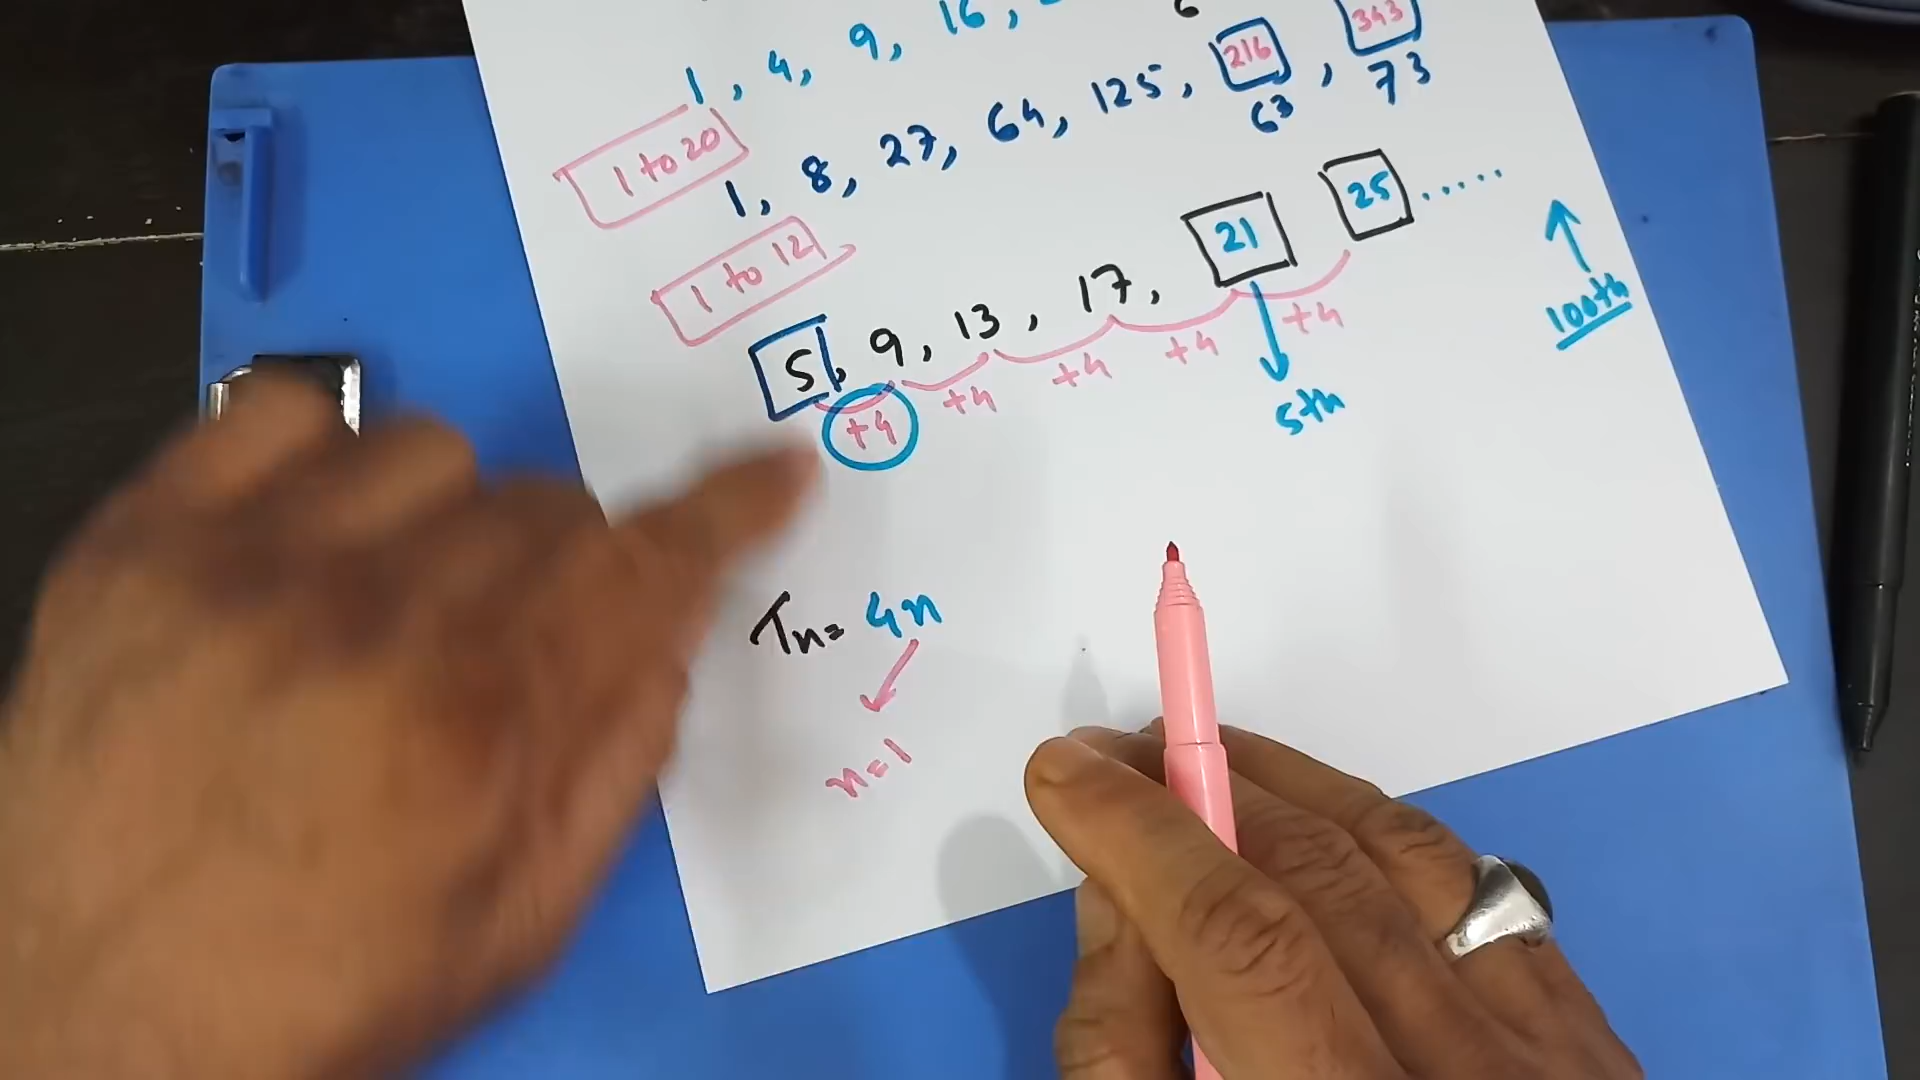 1, 4, 9, 16,
1 to 20
1, 8, 27, 64, 125, 216, 343
6³ 73
1 to 12
5, 9, 13, 17, 21 25.....
+4 +4 +4 +4 +4
5th
100th
Tn= 4n
n=1